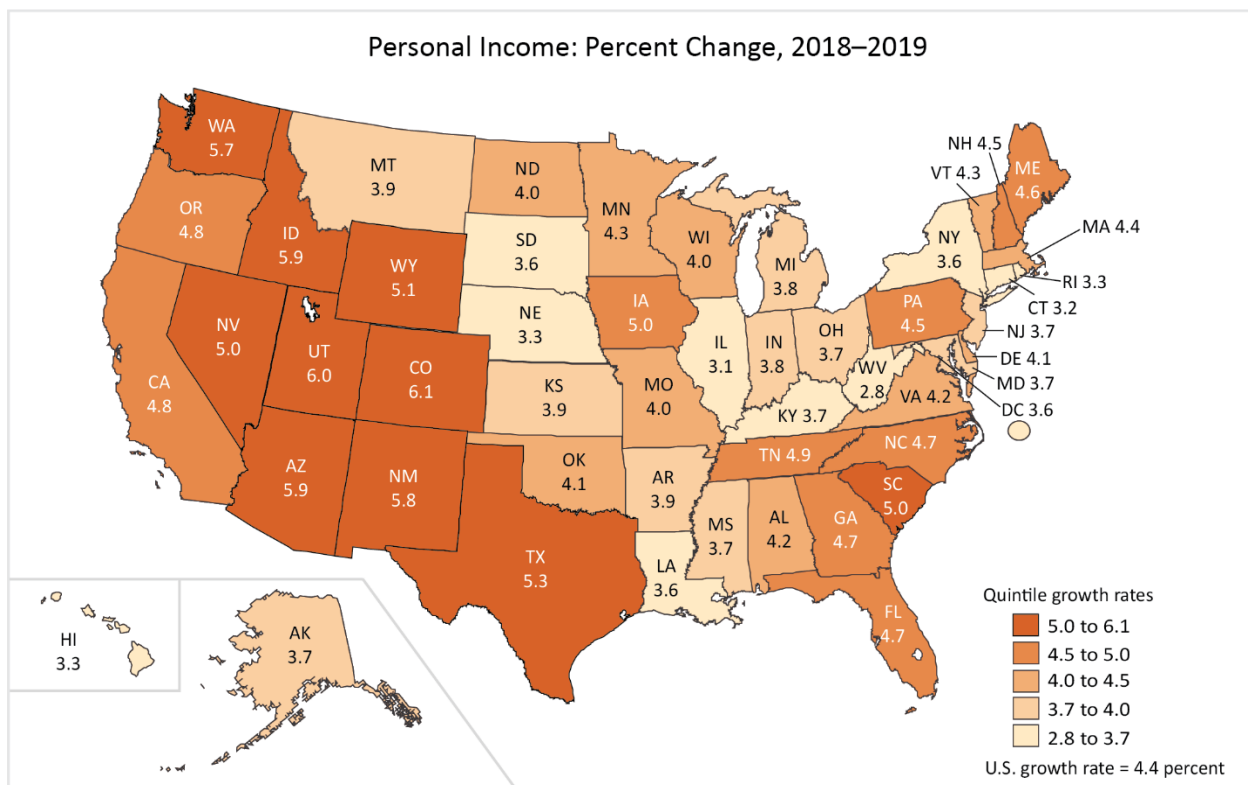 Personal Income: Percent Change, 2018–2019
WA
5.7
OR
4.8
CA
4.8
NV
5.0
ID
5.9
MT
3.9
WY
5.1
UT
6.0
CO
6.1
AZ
5.9
NM
5.8
ND
4.0
SD
3.6
NE
3.3
KS
3.9
OK
4.1
TX
5.3
MN
4.3
IA
5.0
MO
4.0
AR
3.9
LA
3.6
WI
4.0
IL
3.1
MI
3.8
IN
3.8
OH
3.7
KY 3.7
WV
2.8
TN 4.9
MS
3.7
AL
4.2
GA
4.7
FL
4.7
SC
5.0
NC 4.7
VA 4.2
PA
4.5
NY
3.6
VT 4.3
NH 4.5
ME
4.6
MA 4.4
RI 3.3
CT 3.2
NJ 3.7
DE 4.1
MD 3.7
DC 3.6
HI
3.3
AK
3.7
Quintile growth rates
5.0 to 6.1
4.5 to 5.0
4.0 to 4.5
3.7 to 4.0
2.8 to 3.7
U.S. growth rate = 4.4 percent